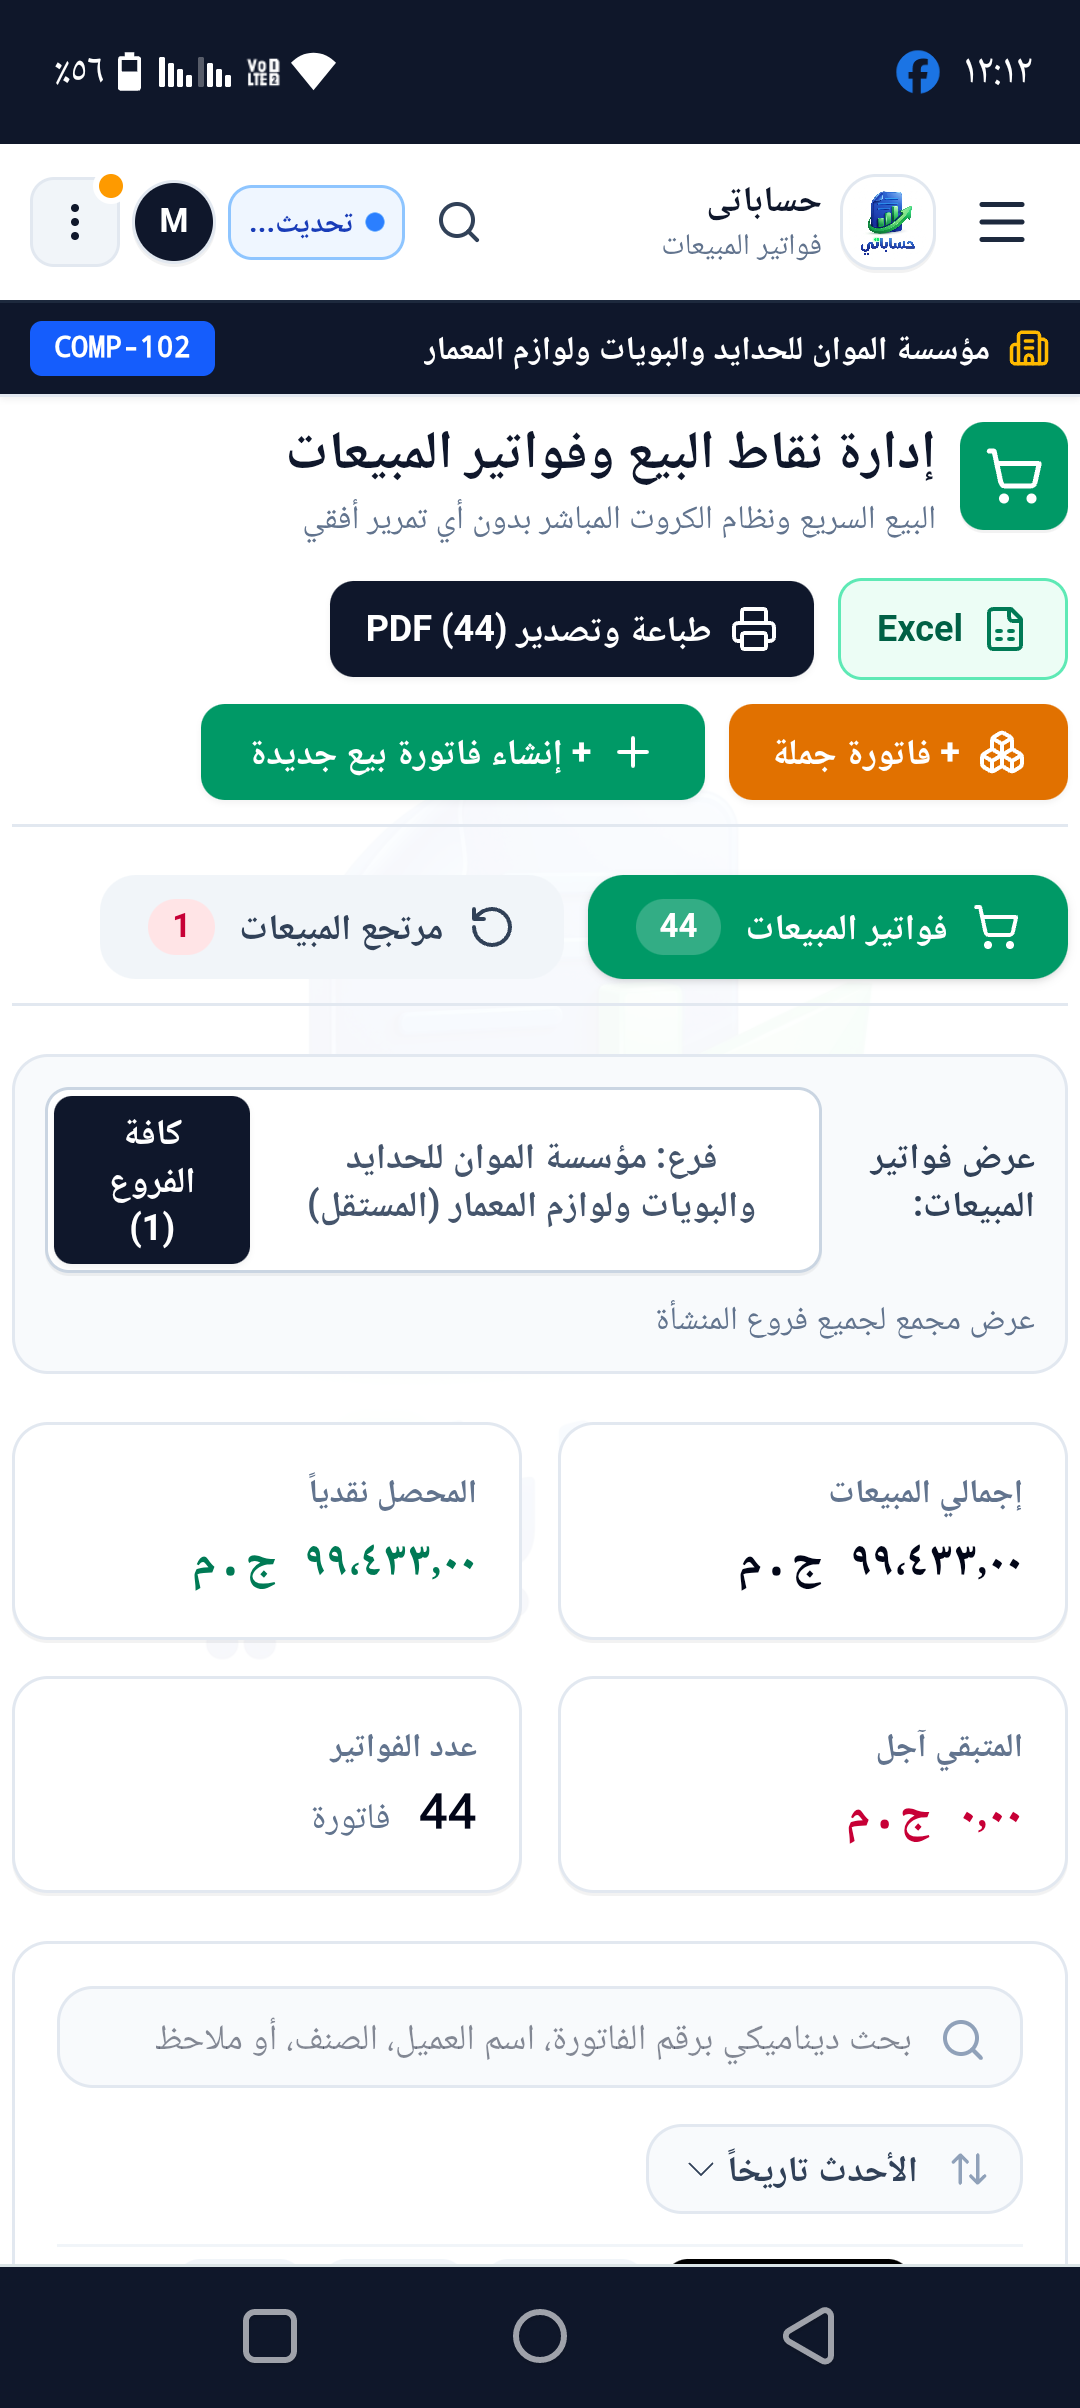 ١٢:١٢
VoD LTE2
٥٦٪
حساباتي
حساباتى
فواتير المبيعات
تحديث...
M
مؤسسة الموان للحدايد والبويات ولوازم المعمار
COMP-102
إدارة نقاط البيع وفواتير المبيعات
البيع السريع ونظام الكروت المباشر بدون أي تمرير أفقي
Excel
طباعة وتصدير PDF (44)
+ فاتورة جملة
+ إنشاء فاتورة بيع جديدة
فواتير المبيعات 44
مرتجع المبيعات 1
عرض فواتير
المبيعات:
فرع: مؤسسة الموان للحدايد
والبويات ولوازم المعمار (المستقل)
كافة
الفروع
(1)
عرض مجمع لجميع فروع المنشأة
إجمالي المبيعات
٩٩،٤٣٣,٠٠ ج.م
المحصل نقدياً
٩٩،٤٣٣,٠٠ ج.م
المتبقي آجل
٠,٠٠ ج.م
عدد الفواتير
44 فاتورة
بحث ديناميكي برقم الفاتورة، اسم العميل، الصنف، أو ملاحظ
الأحدث تاريخاً